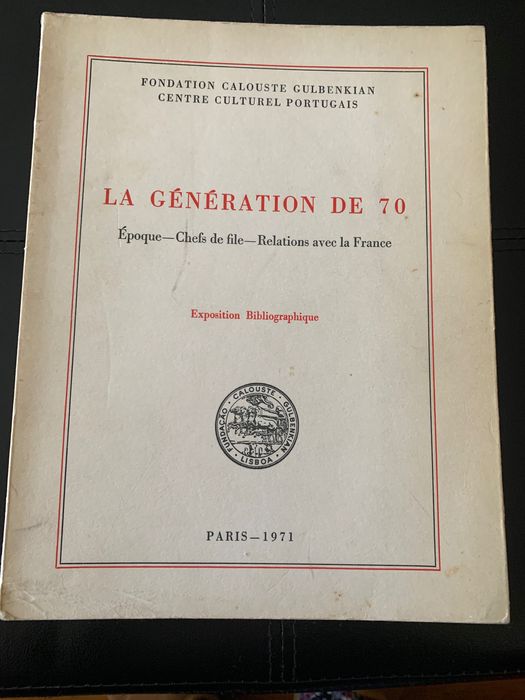 FONDATION CALOUSTE GULBENKIAN
CENTRE CULTUREL PORTUGAIS
LA GÉNÉRATION DE 70
Époque—Chefs de file—Relations avec la France
Exposition Bibliographique
FUNDAÇÃO · CALOUSTE · GULBENKIAN · LISBOA ·
PARIS — 1971